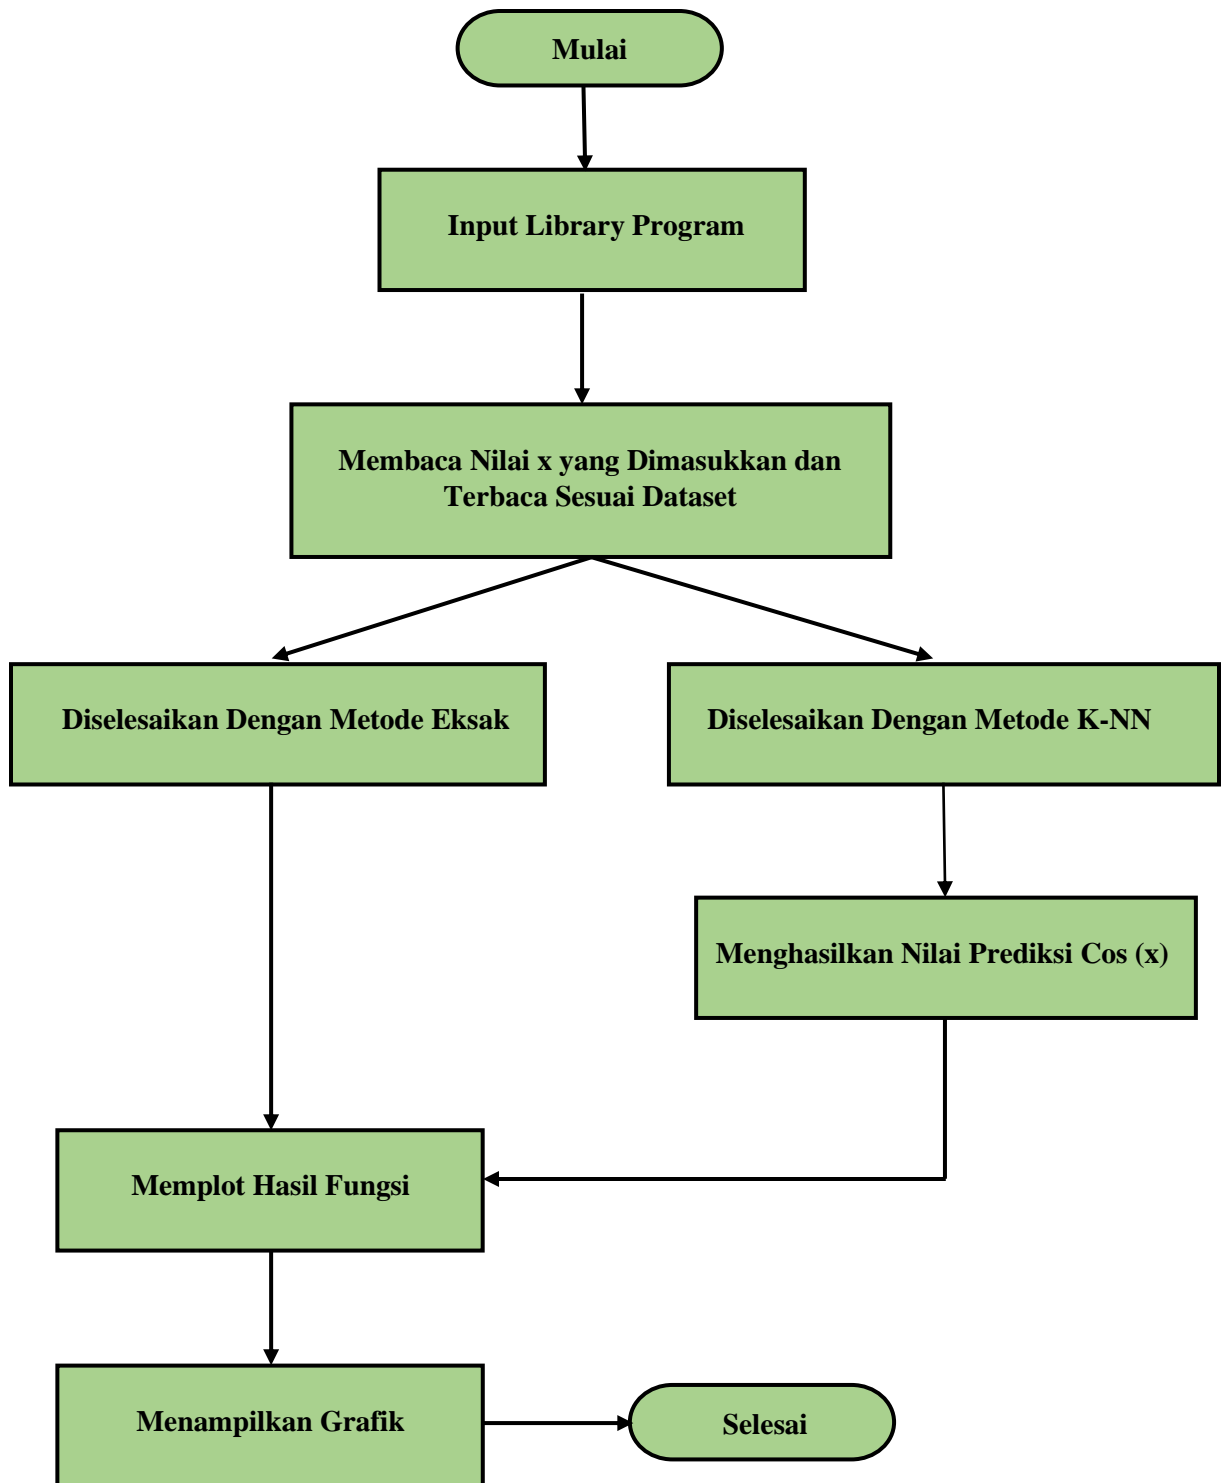 Mulai
Input Library Program
Membaca Nilai x yang Dimasukkan dan
Terbaca Sesuai Dataset
Diselesaikan Dengan Metode Eksak
Diselesaikan Dengan Metode K-NN
Menghasilkan Nilai Prediksi Cos (x)
Memplot Hasil Fungsi
Menampilkan Grafik
Selesai